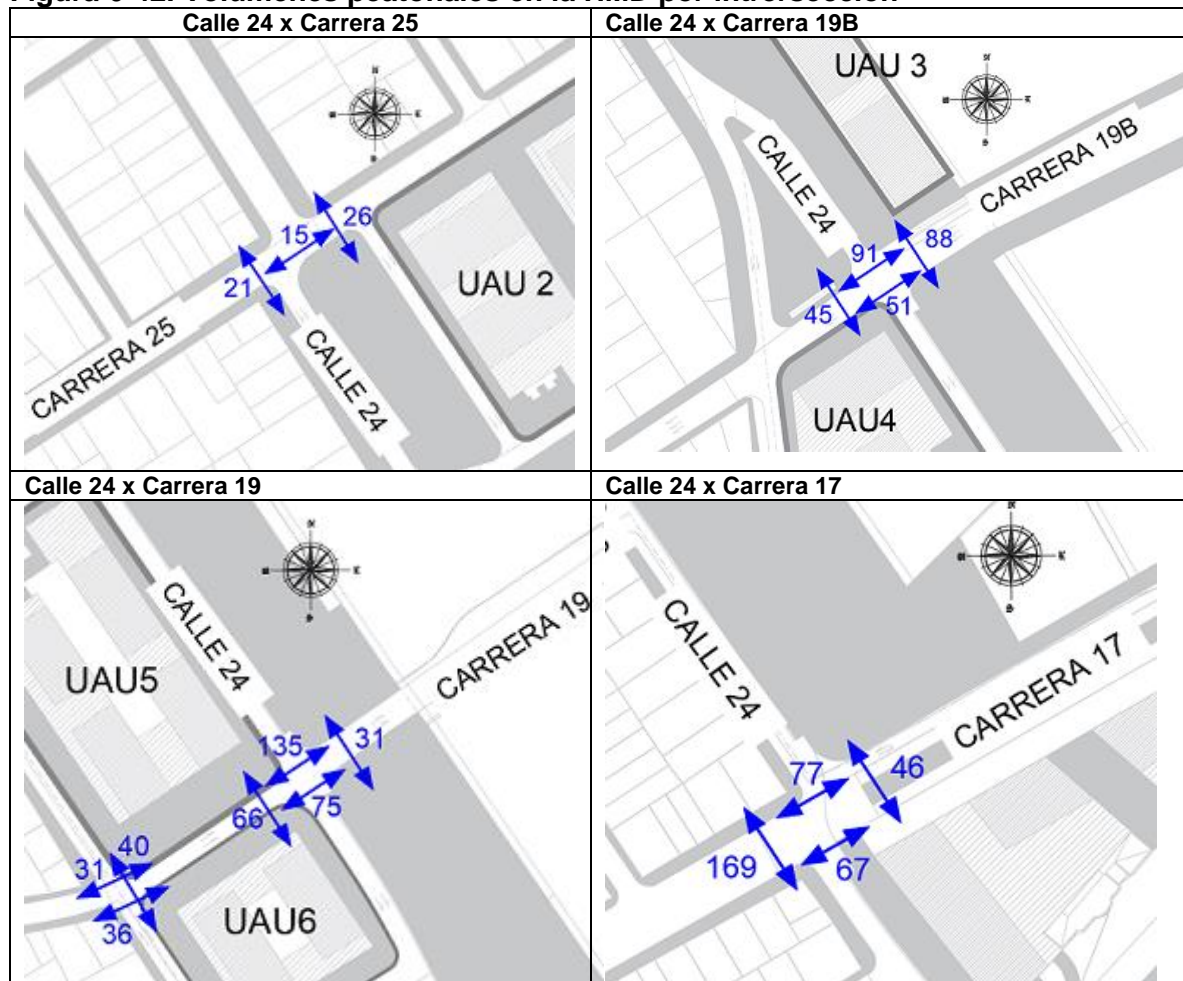 Calle 24 x Carrera 25
Calle 24 x Carrera 19B
15
26
21
UAU 2
CARRERA 25
CALLE 24
UAU 3
CALLE 24
CARRERA 19B
91
88
45
51
UAU4
Calle 24 x Carrera 19
Calle 24 x Carrera 17
UAU5
CALLE 24
CARRERA 19
135
31
66
75
31
40
36
UAU6
CALLE 24
CARRERA 17
77
46
169
67